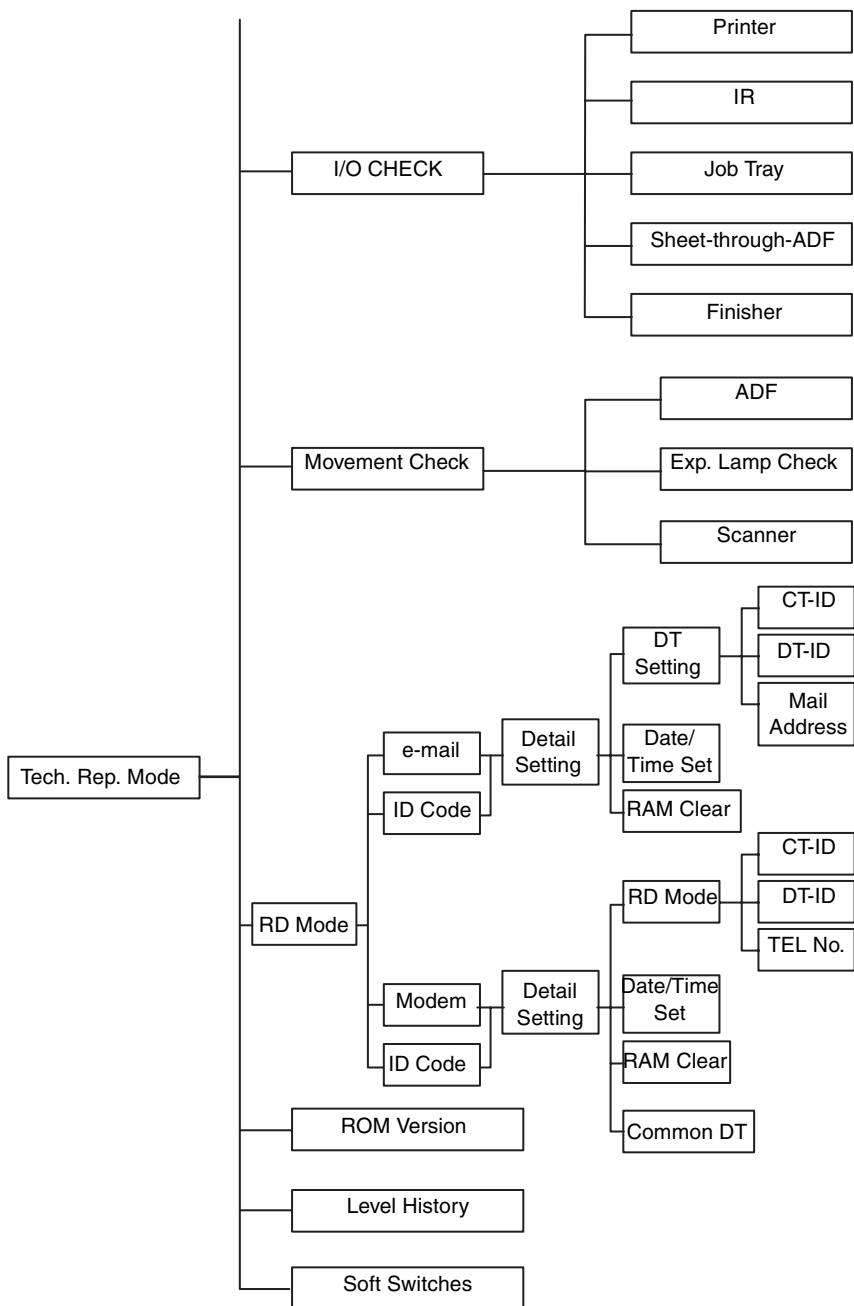 Printer
IR
I/O CHECK
Job Tray
Sheet-through-ADF
Finisher
ADF
Movement Check
Exp. Lamp Check
Scanner
CT-ID
DT
Setting
DT-ID
Mail
Address
e-mail
Detail
Setting
Date/
Time Set
Tech. Rep. Mode
ID Code
RAM Clear
CT-ID
RD Mode
DT-ID
RD Mode
TEL No.
Modem
Detail
Setting
Date/Time
Set
ID Code
RAM Clear
ROM Version
Common DT
Level History
Soft Switches